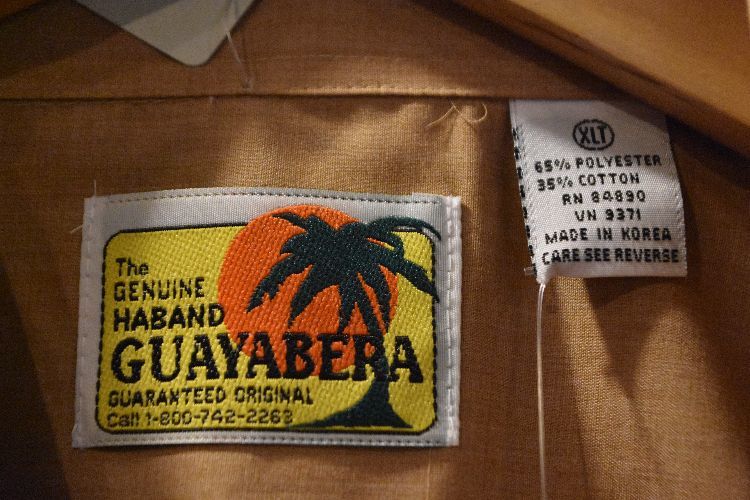 The
GENUINE
HABAND
GUAYABERA
GUARANTEED ORIGINAL
Call 1-800-742-2263
XLT
65% POLYESTER
35% COTTON
RN 84890
VN 9371
MADE IN KOREA
CARE SEE REVERSE